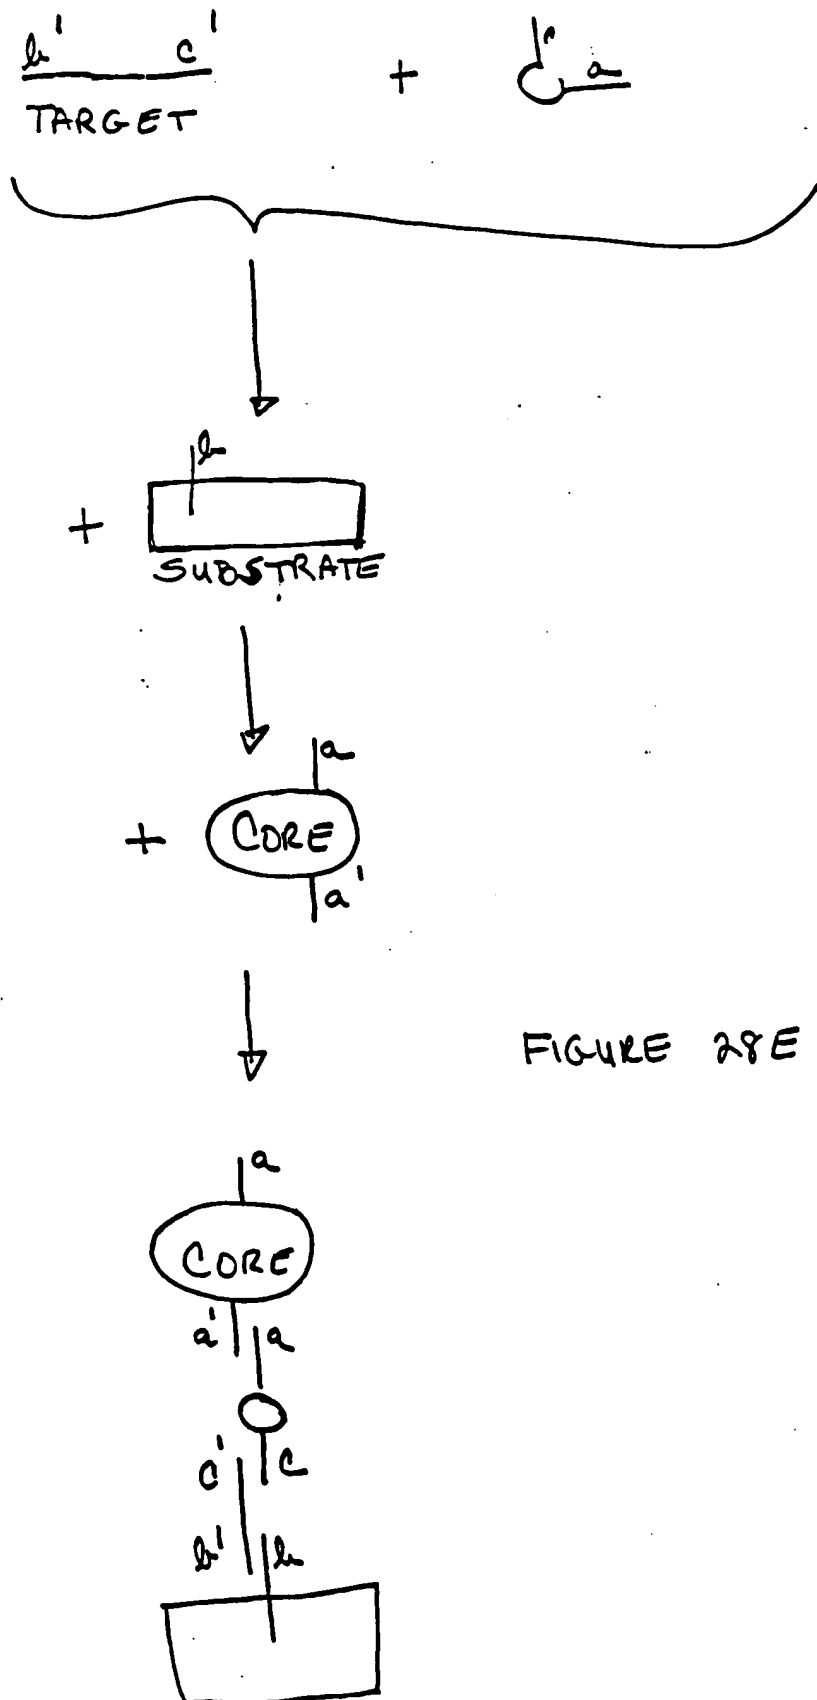 b' c'
TARGET
+
c a
b
+
SUBSTRATE
a
+ CORE
a'
FIGURE 28E
a
CORE
a' a
c' c
b' b